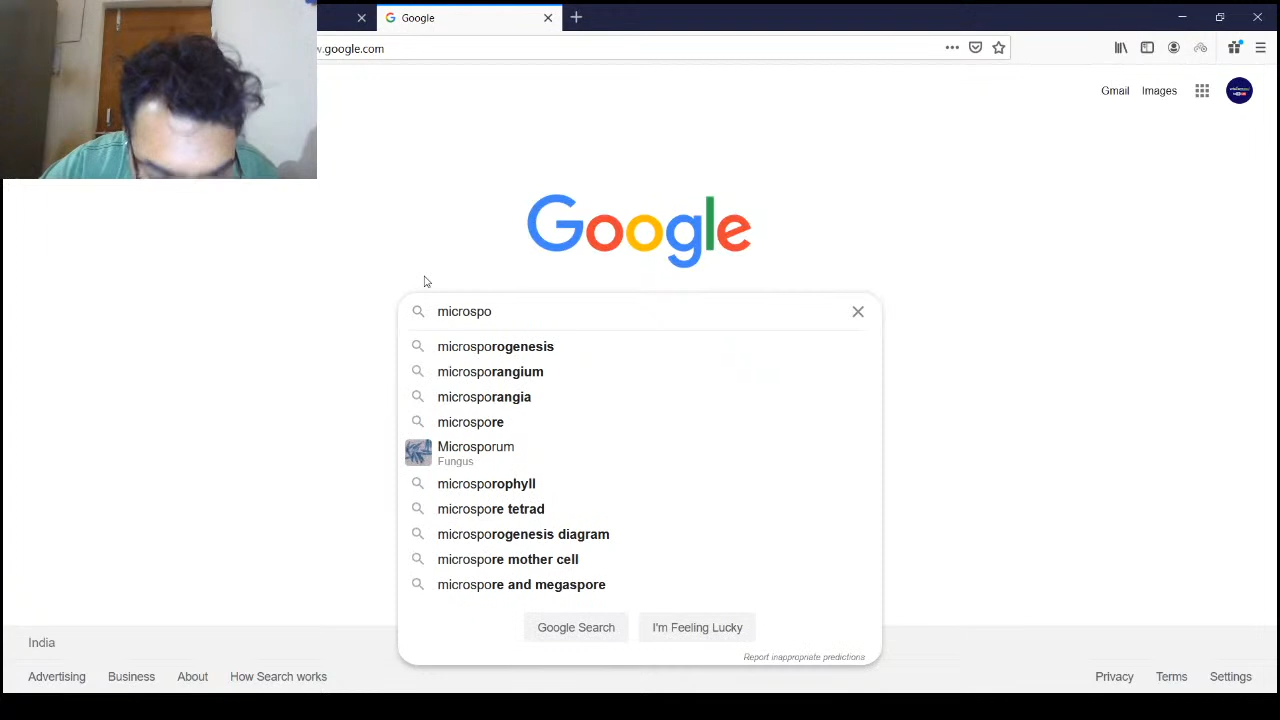 Google
w.google.com
Gmail Images
Google
microspo
microsporogenesis
microsporangium
microsporangia
microspore
Microsporum
Fungus
microsporophyll
microspore tetrad
microsporogenesis diagram
microspore mother cell
microspore and megaspore
Google Search I'm Feeling Lucky
Report inappropriate predictions
India
Advertising Business About How Search works Privacy Terms Settings